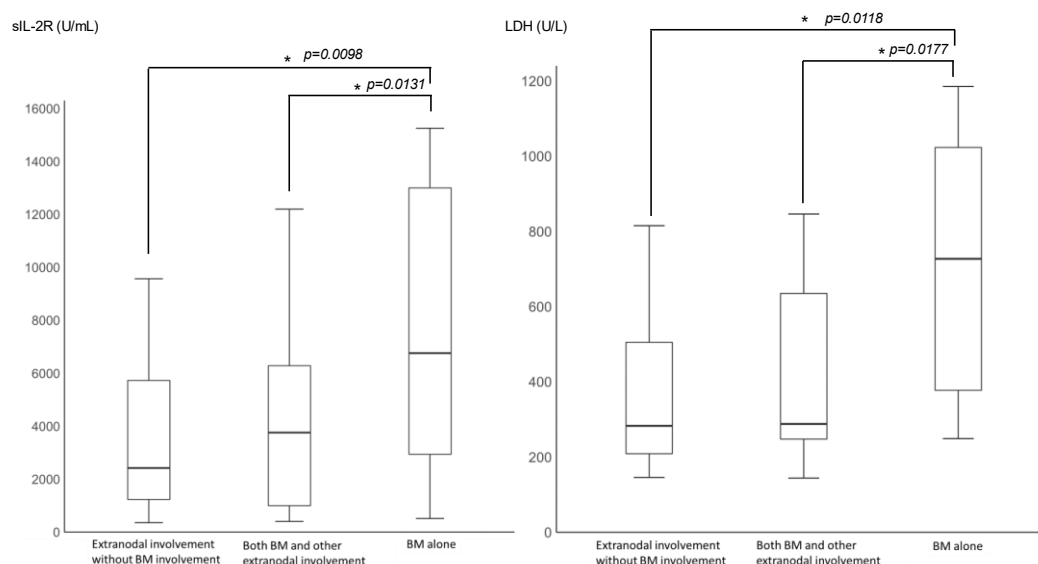 sIL-2R (U/mL)
* p=0.0098
* p=0.0131
16000
14000
12000
10000
8000
6000
4000
2000
0
Extranodal involvement
without BM involvement
Both BM and other
extranodal involvement
BM alone
LDH (U/L)
* p=0.0118
* p=0.0177
1200
1000
800
600
400
200
0
Extranodal involvement
without BM involvement
Both BM and other
extranodal involvement
BM alone